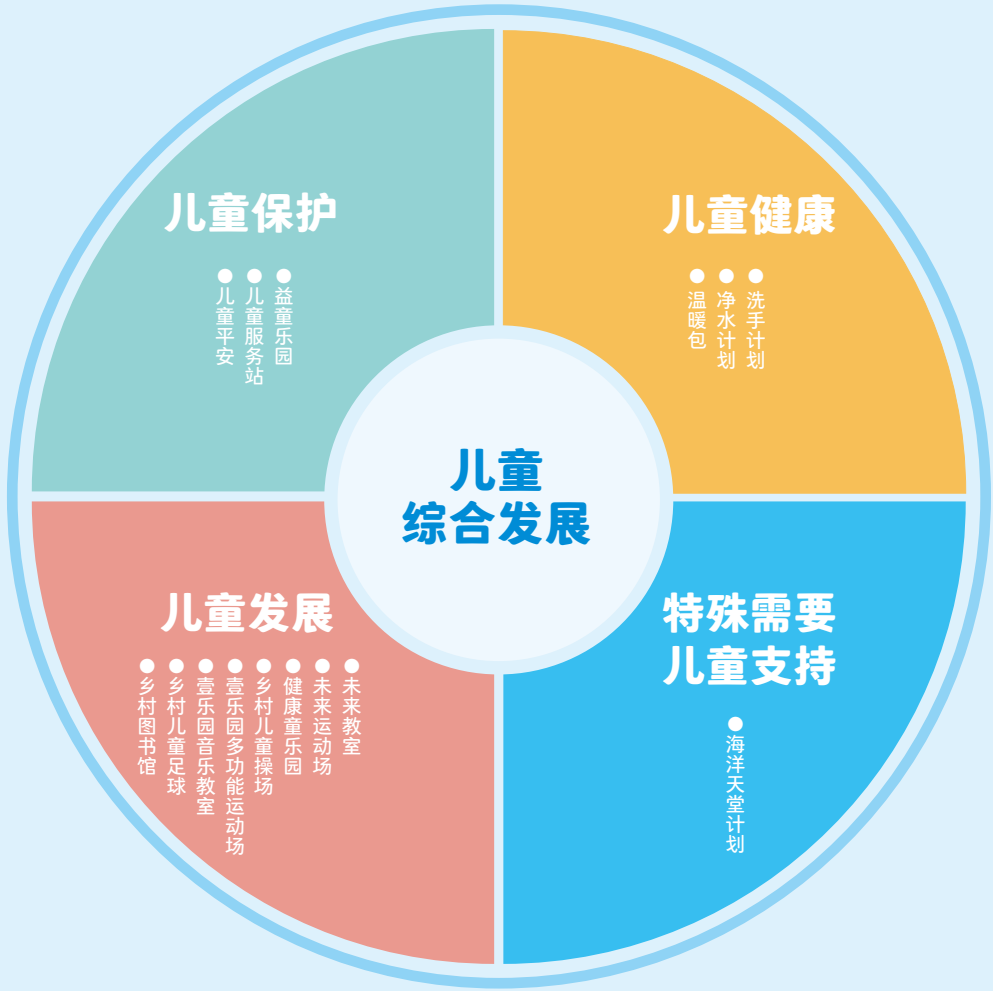 儿童保护
儿童平安
儿童服务站
益童乐园
儿童健康
温暖包
净水计划
洗手计划
儿童
综合发展
儿童发展
乡村图书馆
乡村儿童足球
壹乐园音乐教室
壹乐园多功能运动场
乡村儿童操场
健康童乐园
未来运动场
未来教室
特殊需要
儿童支持
海洋天堂计划